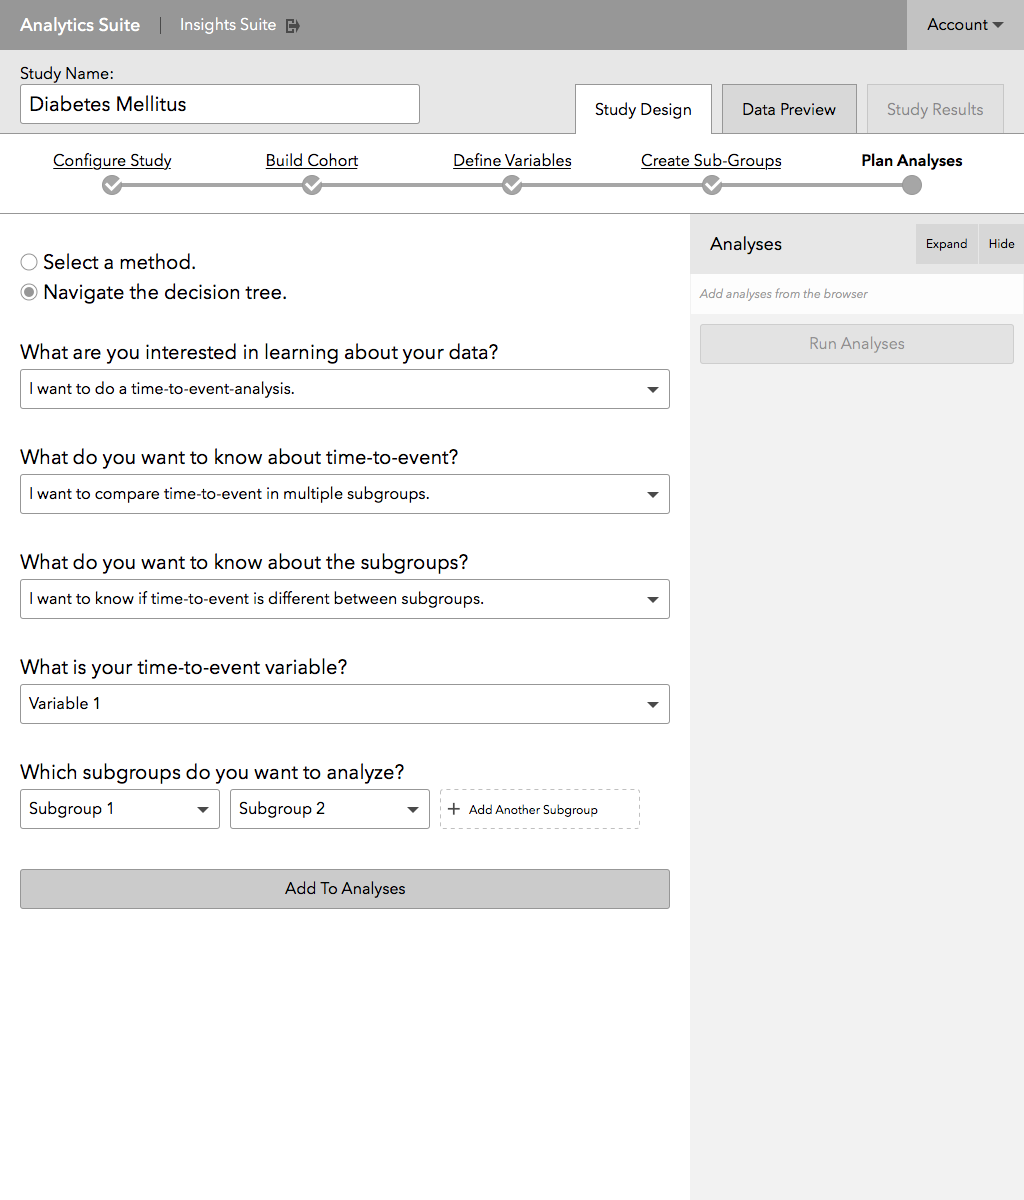 Analytics Suite | Insights Suite Account
Study Name:
Diabetes Mellitus
Study Design Data Preview Study Results
Configure Study Build Cohort Define Variables Create Sub-Groups Plan Analyses
Select a method.
Navigate the decision tree.
What are you interested in learning about your data?
I want to do a time-to-event-analysis.
What do you want to know about time-to-event?
I want to compare time-to-event in multiple subgroups.
What do you want to know about the subgroups?
I want to know if time-to-event is different between subgroups.
What is your time-to-event variable?
Variable 1
Which subgroups do you want to analyze?
Subgroup 1 Subgroup 2 + Add Another Subgroup
Add To Analyses
Analyses Expand Hide
Add analyses from the browser
Run Analyses